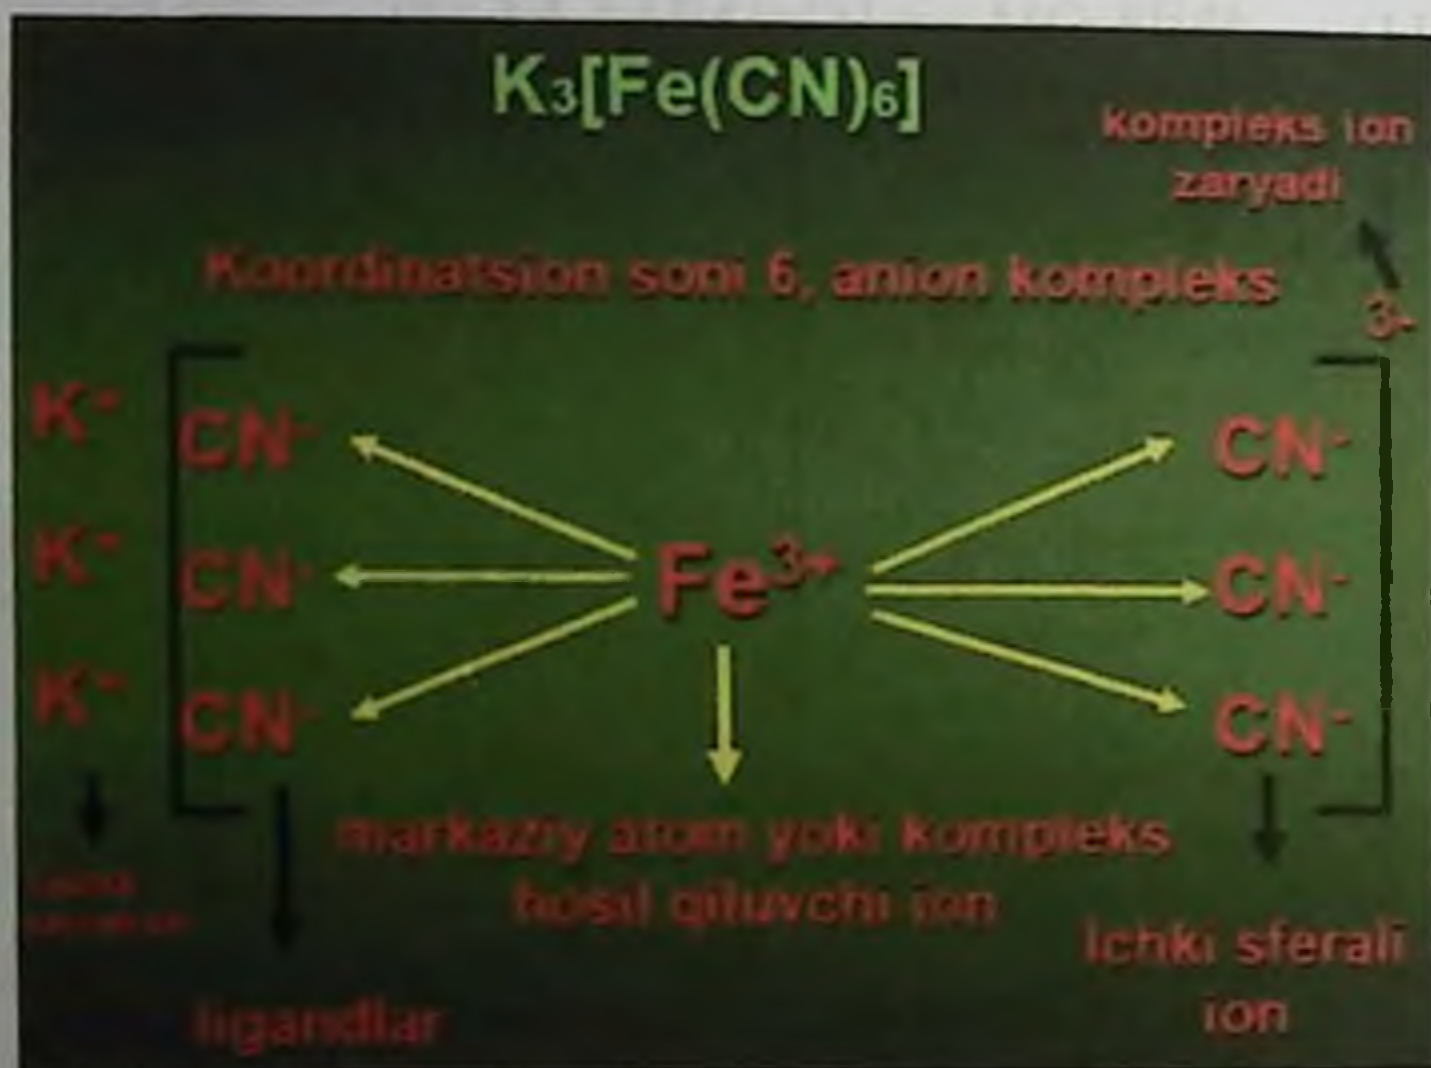 K₃[Fe(CN)₆]
kompleks ion
zaryadi
Koordinatsion soni 6, anion kompleks
3-
K⁺ CN⁻ CN⁻
K⁺ CN⁻ Fe³⁺ CN⁻
K⁺ CN⁻ CN⁻
markaziy atom yoki kompleks
hosil qiluvchi ion
Ichki sferali
ion
ligandlar